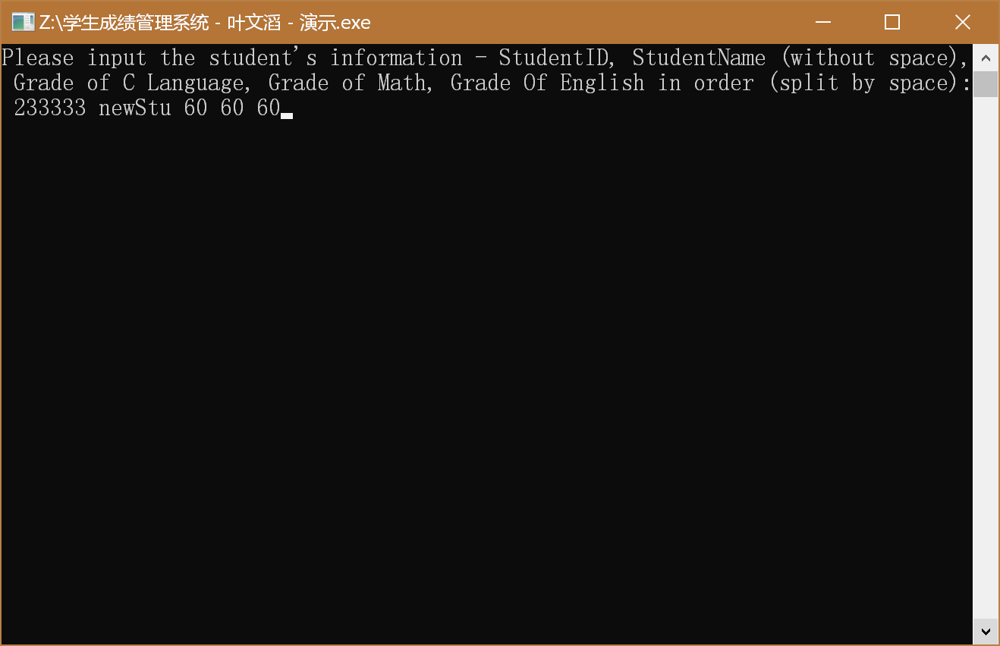 Z:\学生成绩管理系统 - 叶文滔 - 演示.exe
Please input the student's information - StudentID, StudentName (without space),
Grade of C Language, Grade of Math, Grade Of English in order (split by space):
233333 newStu 60 60 60